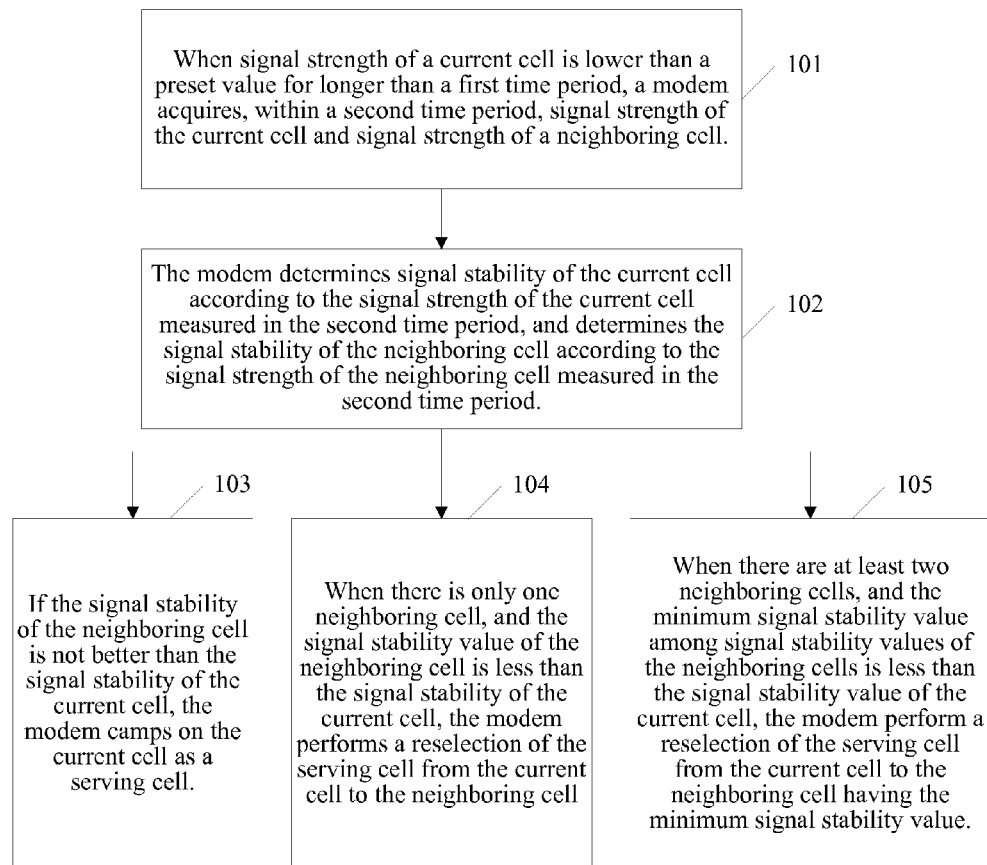 When signal strength of a current cell is lower than a
preset value for longer than a first time period, a modem
acquires, within a second time period, signal strength of
the current cell and signal strength of a neighboring cell.
101
The modem determines signal stability of the current cell
according to the signal strength of the current cell
measured in the second time period, and determines the
signal stability of the neighboring cell according to the
signal strength of the neighboring cell measured in the
second time period.
102
103
If the signal stability
of the neighboring cell
is not better than the
signal stability of the
current cell, the
modem camps on the
current cell as a
serving cell.
104
When there is only one
neighboring cell, and the
signal stability value of the
neighboring cell is less than
the signal stability of the
current cell, the modem
performs a reselection of the
serving cell from the current
cell to the neighboring cell
105
When there are at least two
neighboring cells, and the
minimum signal stability value
among signal stability values of
the neighboring cells is less than
the signal stability value of the
current cell, the modem perform a
reselection of the serving cell
from the current cell to the
neighboring cell having the
minimum signal stability value.